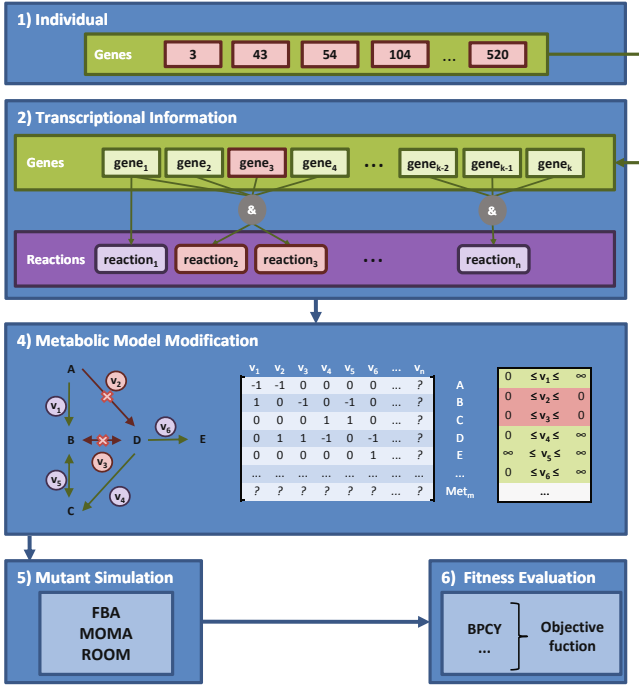 1) Individual
Genes 3 43 54 104 ... 520
2) Transcriptional Information
Genes gene1 gene2 gene3 gene4 ... genek-2 genek-1 genek
& &
Reactions reaction1 reaction2 reaction3 ... reactionn
4) Metabolic Model Modification
A
v1
v2
B
D
v6
E
v3
v5
v4
C
v1 v2 v3 v4 v5 v6 ... vn
-1 -1 0 0 0 0 ... ? A
1 0 -1 0 -1 0 ... ? B
0 0 0 1 1 0 ... ? C
0 1 1 -1 0 -1 ... ? D
0 0 0 0 0 1 ... ? E
... ... ... ... ... ... ... ... ...
? ? ? ? ? ? ... ? Metm
0 ≤ v1 ≤ ∞
0 ≤ v2 ≤ 0
0 ≤ v3 ≤ 0
0 ≤ v4 ≤ ∞
∞ ≤ v5 ≤ ∞
0 ≤ v6 ≤ ∞
...
5) Mutant Simulation
FBA
MOMA
ROOM
6) Fitness Evaluation
BPCY
...
Objective
fuction